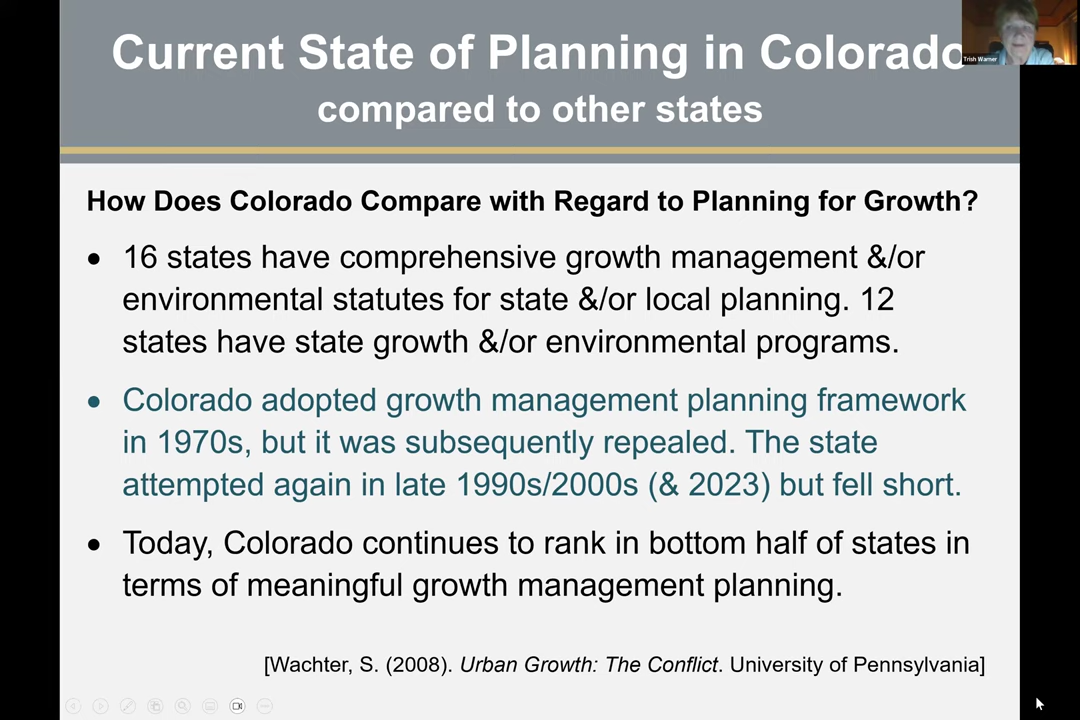 Current State of Planning in Colorado
compared to other states
Trish Warner
How Does Colorado Compare with Regard to Planning for Growth?
• 16 states have comprehensive growth management &/or
environmental statutes for state &/or local planning. 12
states have state growth &/or environmental programs.
• Colorado adopted growth management planning framework
in 1970s, but it was subsequently repealed. The state
attempted again in late 1990s/2000s (& 2023) but fell short.
• Today, Colorado continues to rank in bottom half of states in
terms of meaningful growth management planning.
[Wachter, S. (2008). Urban Growth: The Conflict. University of Pennsylvania]